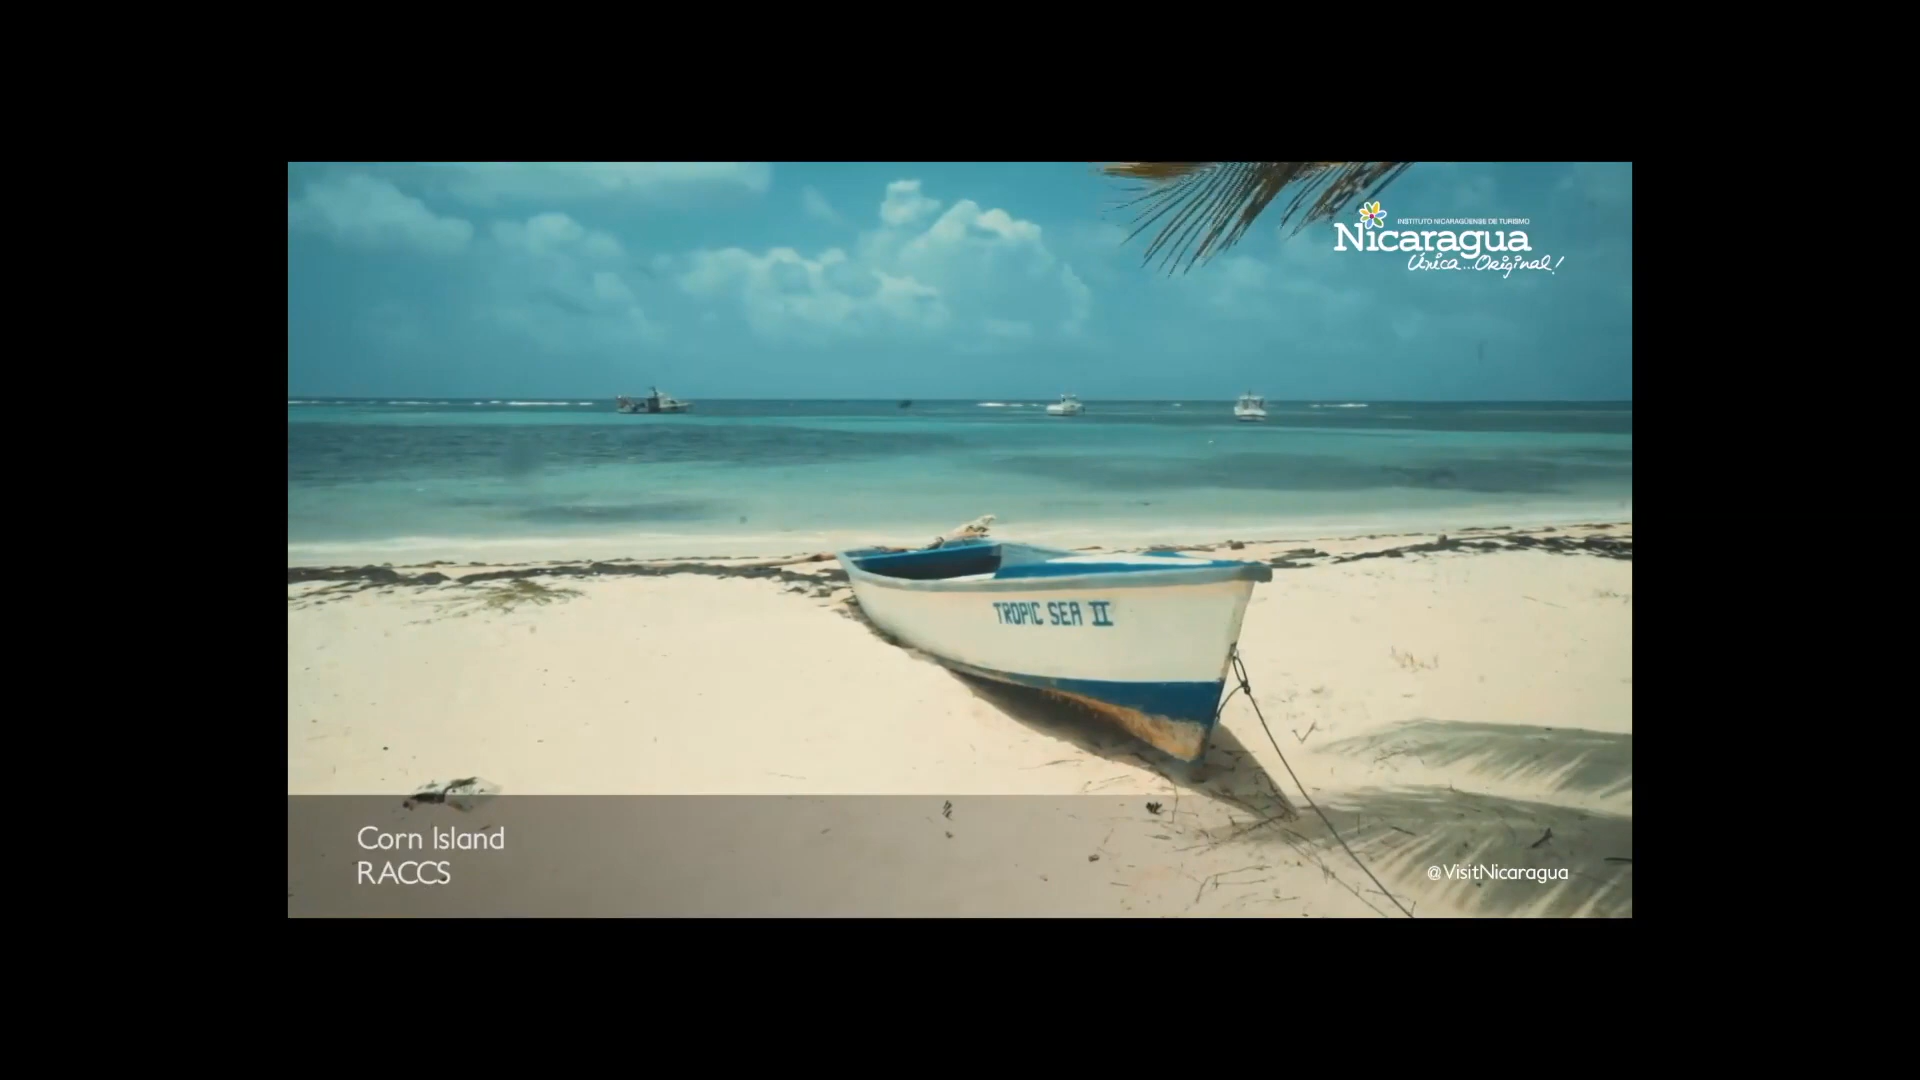 INSTITUTO NICARAGÜENSE DE TURISMO
Nicaragua
Única...Original!
TROPIC SEA II
Corn Island
RACCS
@VisitNicaragua